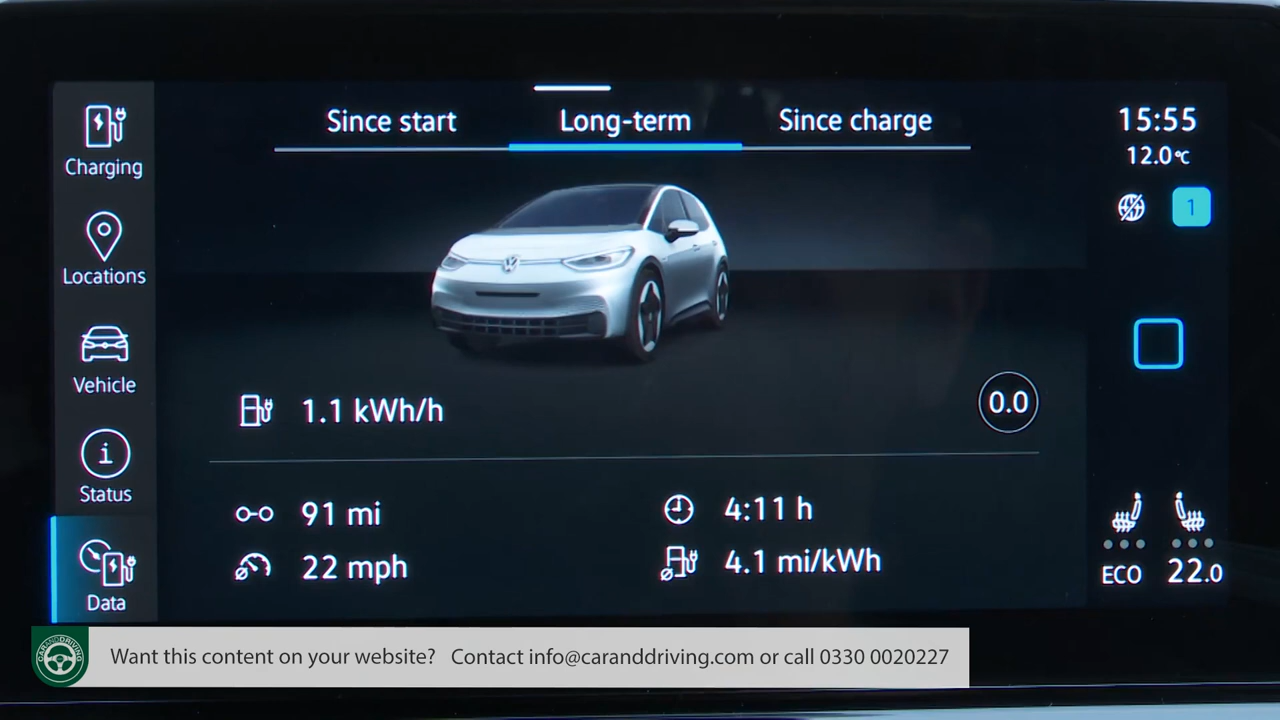 Since start
Long-term
Since charge
15:55
12.0 °C
1
Charging
Locations
Vehicle
Status
Data
1.1 kWh/h
0.0
91 mi
4:11 h
22 mph
4.1 mi/kWh
ECO
22.0
CARANDDRIVING
Want this content on your website? Contact info@caranddriving.com or call 0330 0020227